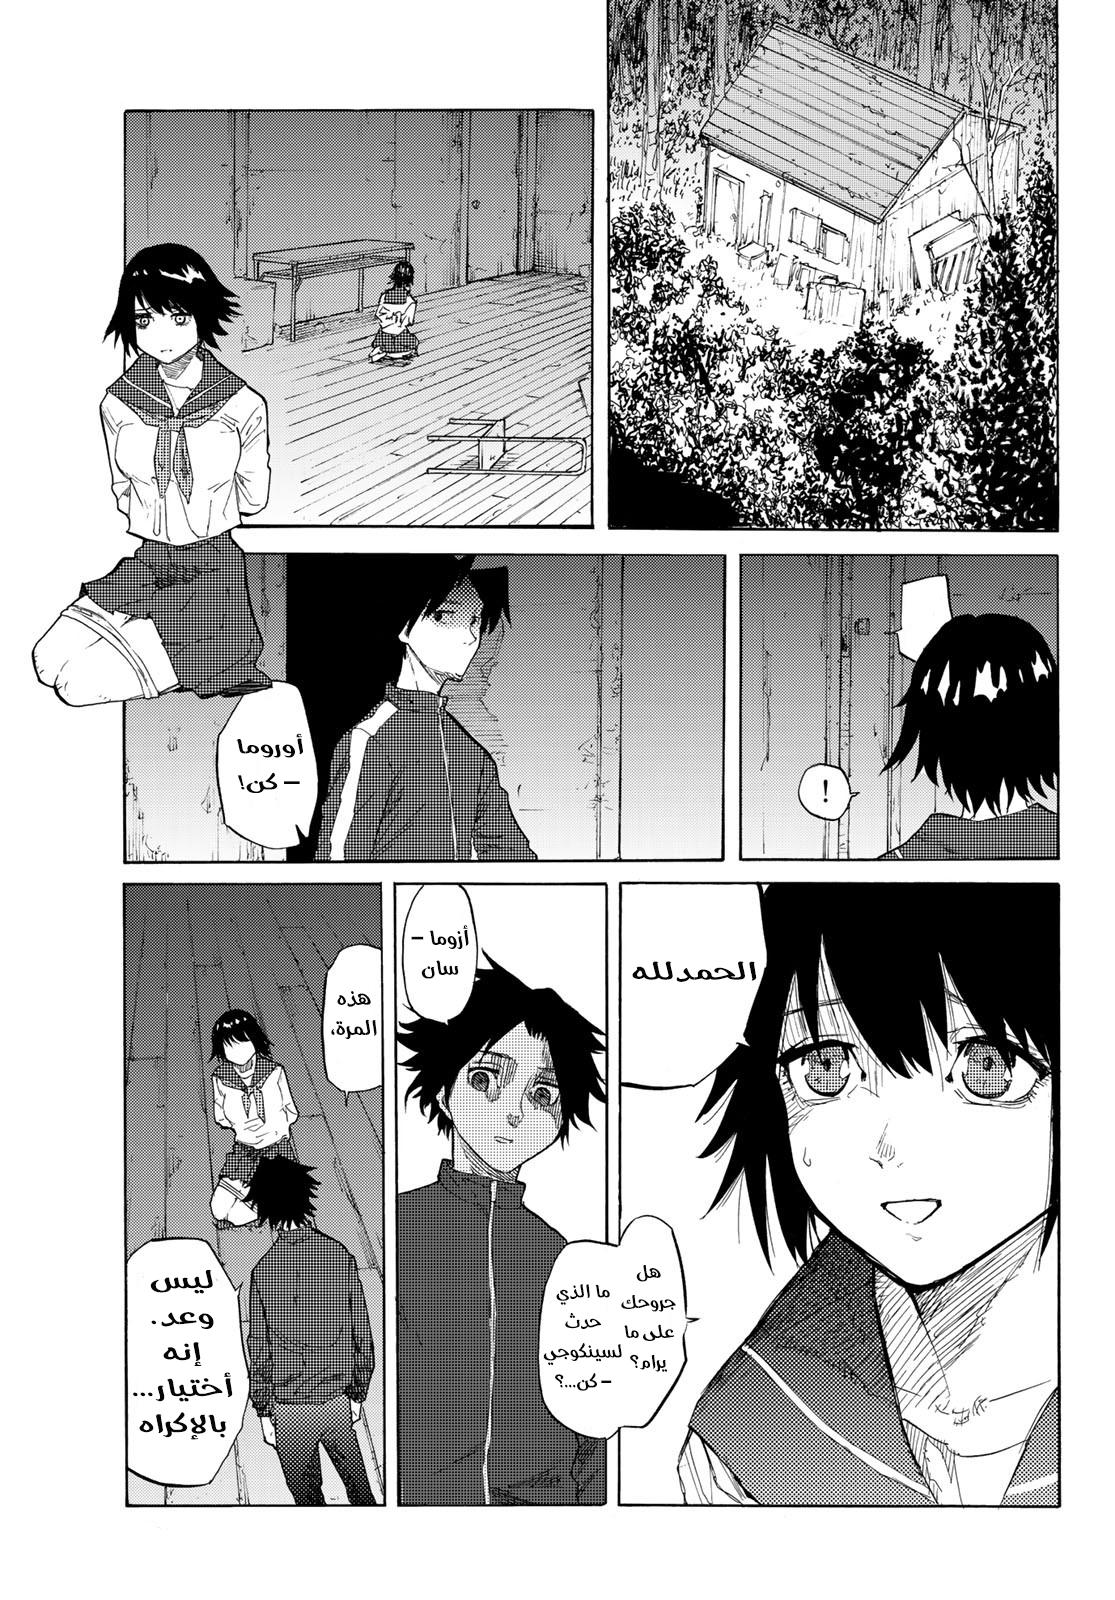 !
أوروما
– كن!
الحمدلله
هل
جروحك
على ما
يرام؟
ما الذي
حدث
لسينكوجي
– كن...؟
أزوما –
سان
هذه
المرة،
ليس
وعد.
إنه
أختيار...
بالإكراه